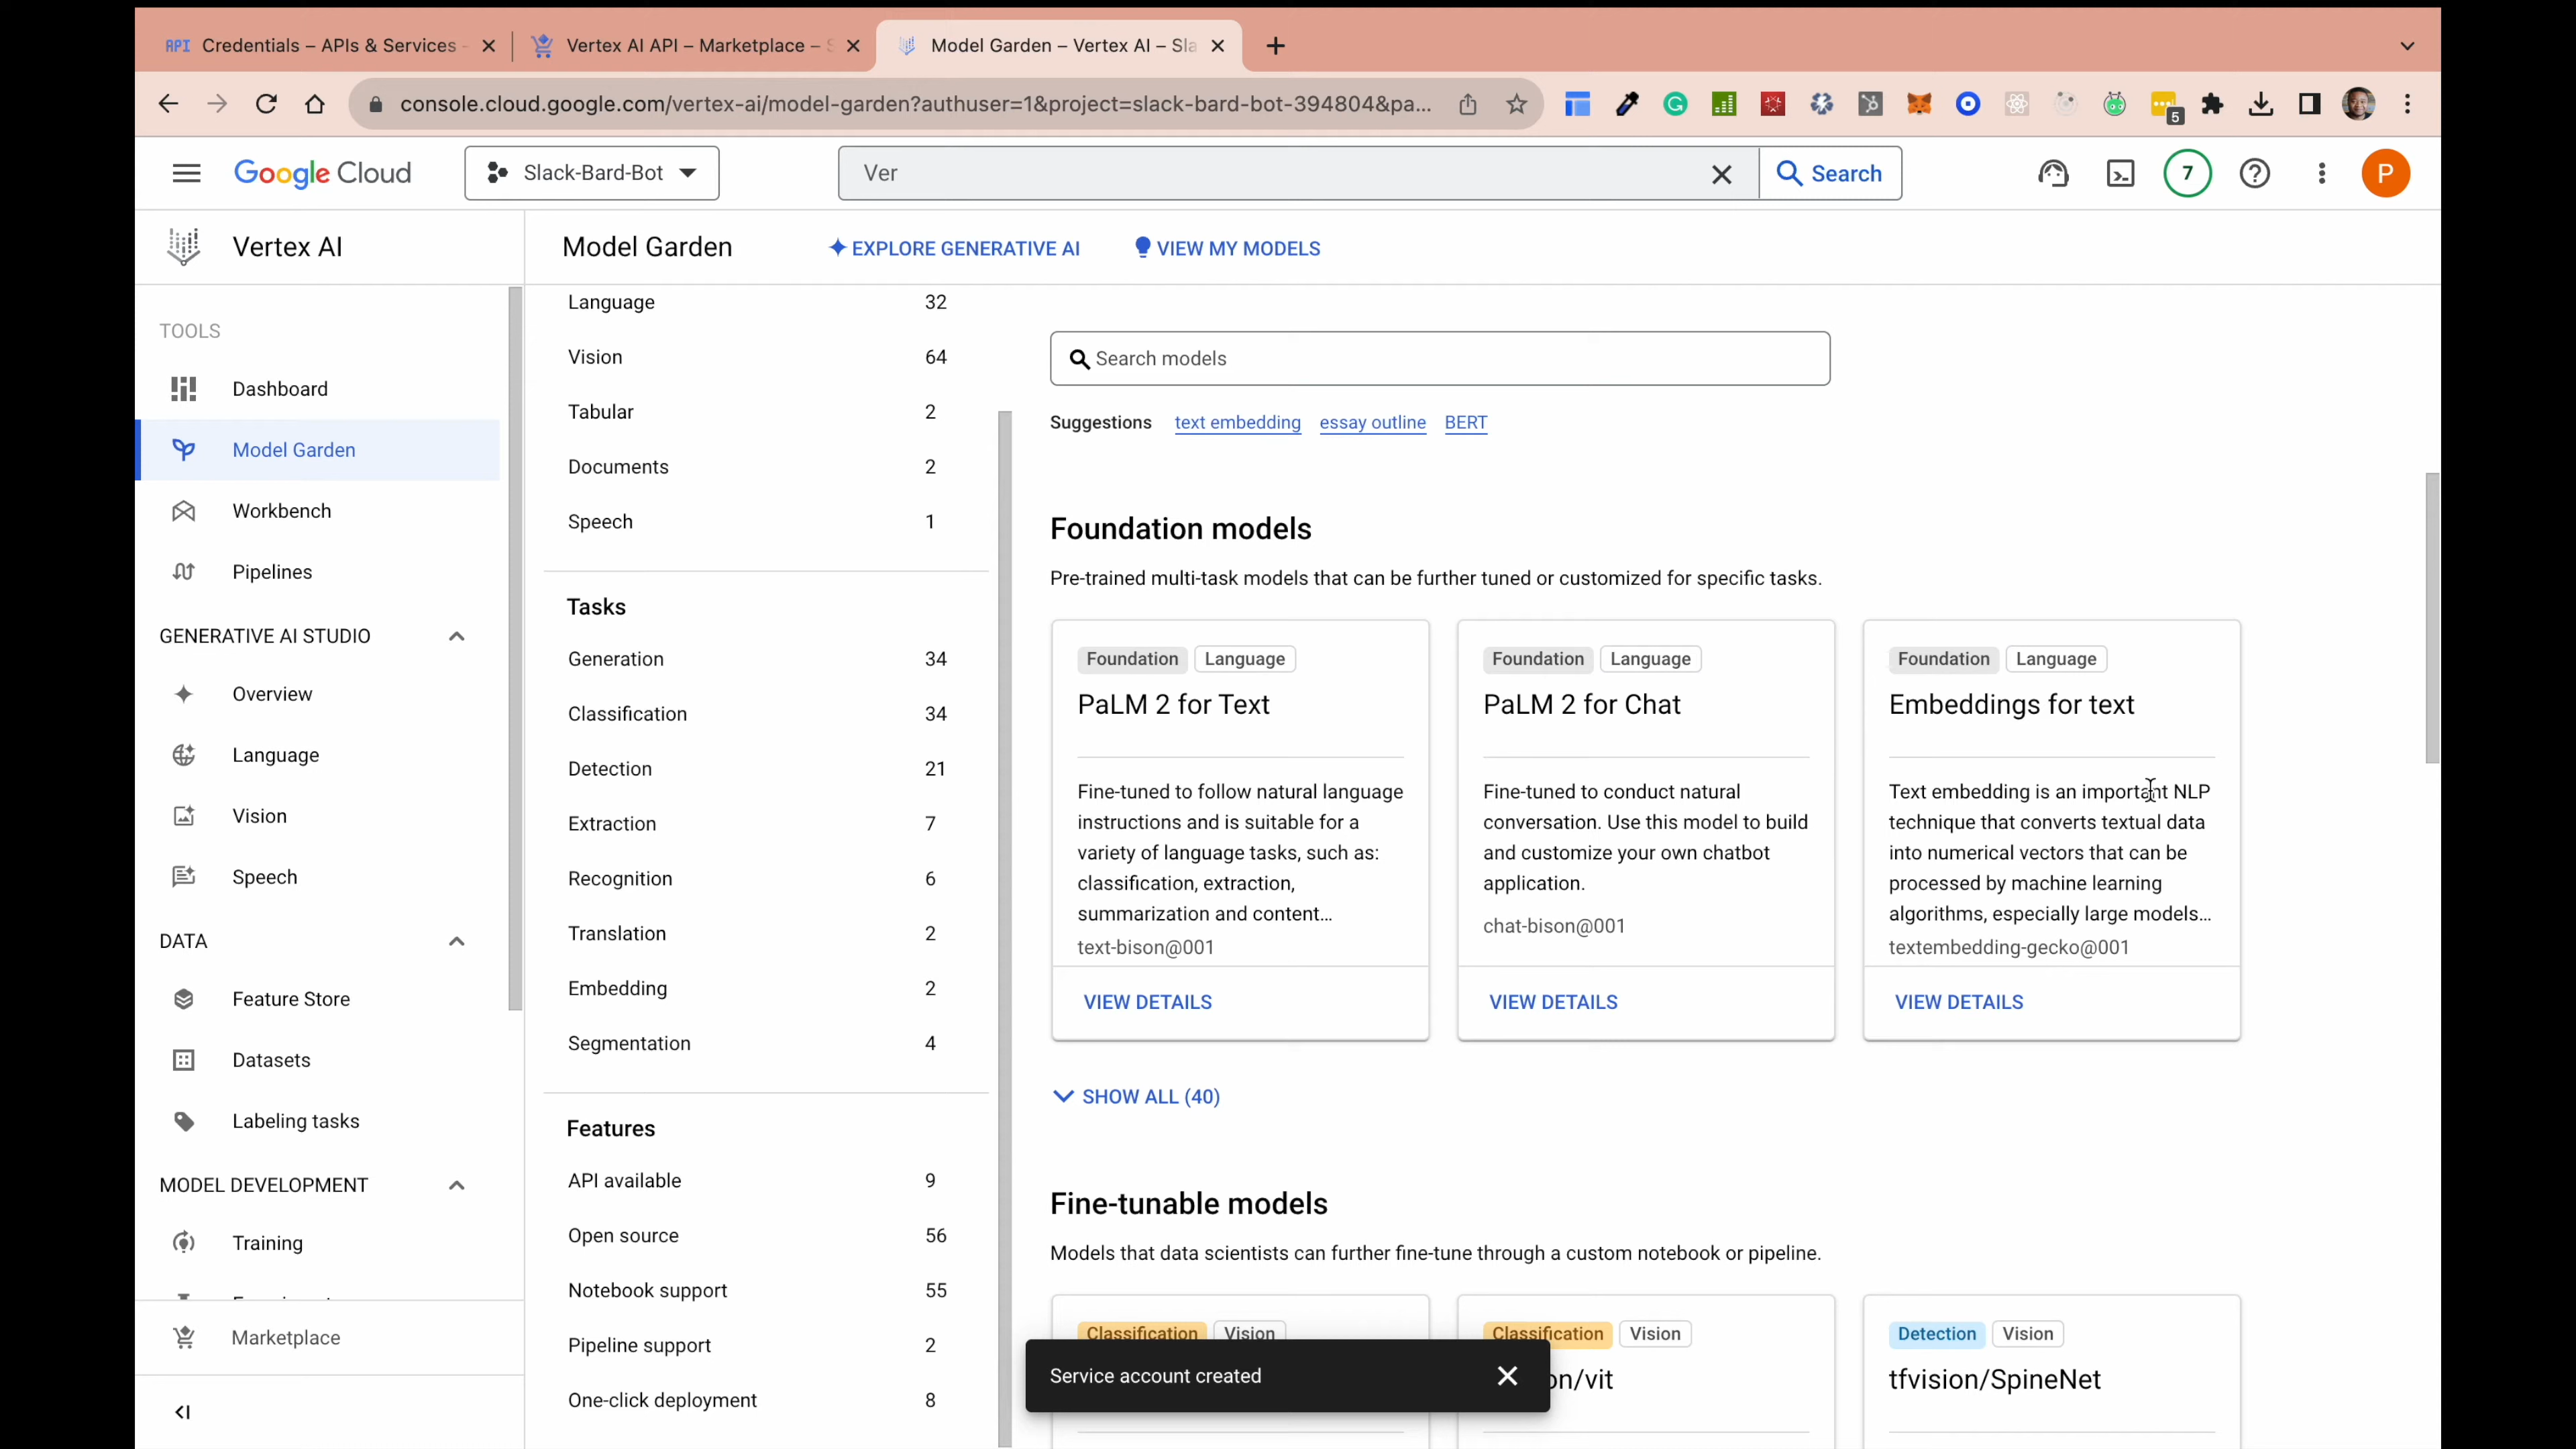 API Credentials – APIs & Services -
Vertex AI API – Marketplace – S
Model Garden – Vertex AI – Sla
console.cloud.google.com/vertex-ai/model-garden?authuser=1&project=slack-bard-bot-394804&pa...
5
Google Cloud
Slack-Bard-Bot
Ver
Search
7
P
Vertex AI
Model Garden
EXPLORE GENERATIVE AI
VIEW MY MODELS
TOOLS
Dashboard
Model Garden
Workbench
Pipelines
GENERATIVE AI STUDIO
Overview
Language
Vision
Speech
DATA
Feature Store
Datasets
Labeling tasks
MODEL DEVELOPMENT
Training
Marketplace
Language 32
Vision 64
Tabular 2
Documents 2
Speech 1
Tasks
Generation 34
Classification 34
Detection 21
Extraction 7
Recognition 6
Translation 2
Embedding 2
Segmentation 4
Features
API available 9
Open source 56
Notebook support 55
Pipeline support 2
One-click deployment 8
Search models
Suggestions text embedding essay outline BERT
Foundation models
Pre-trained multi-task models that can be further tuned or customized for specific tasks.
Foundation Language
PaLM 2 for Text
Fine-tuned to follow natural language
instructions and is suitable for a
variety of language tasks, such as:
classification, extraction,
summarization and content...
text-bison@001
VIEW DETAILS
Foundation Language
PaLM 2 for Chat
Fine-tuned to conduct natural
conversation. Use this model to build
and customize your own chatbot
application.
chat-bison@001
VIEW DETAILS
Foundation Language
Embeddings for text
Text embedding is an important NLP
technique that converts textual data
into numerical vectors that can be
processed by machine learning
algorithms, especially large models...
textembedding-gecko@001
VIEW DETAILS
SHOW ALL (40)
Fine-tunable models
Models that data scientists can further fine-tune through a custom notebook or pipeline.
Classification Vision
Classification Vision
on/vit
Detection Vision
tfvision/SpineNet
Service account created